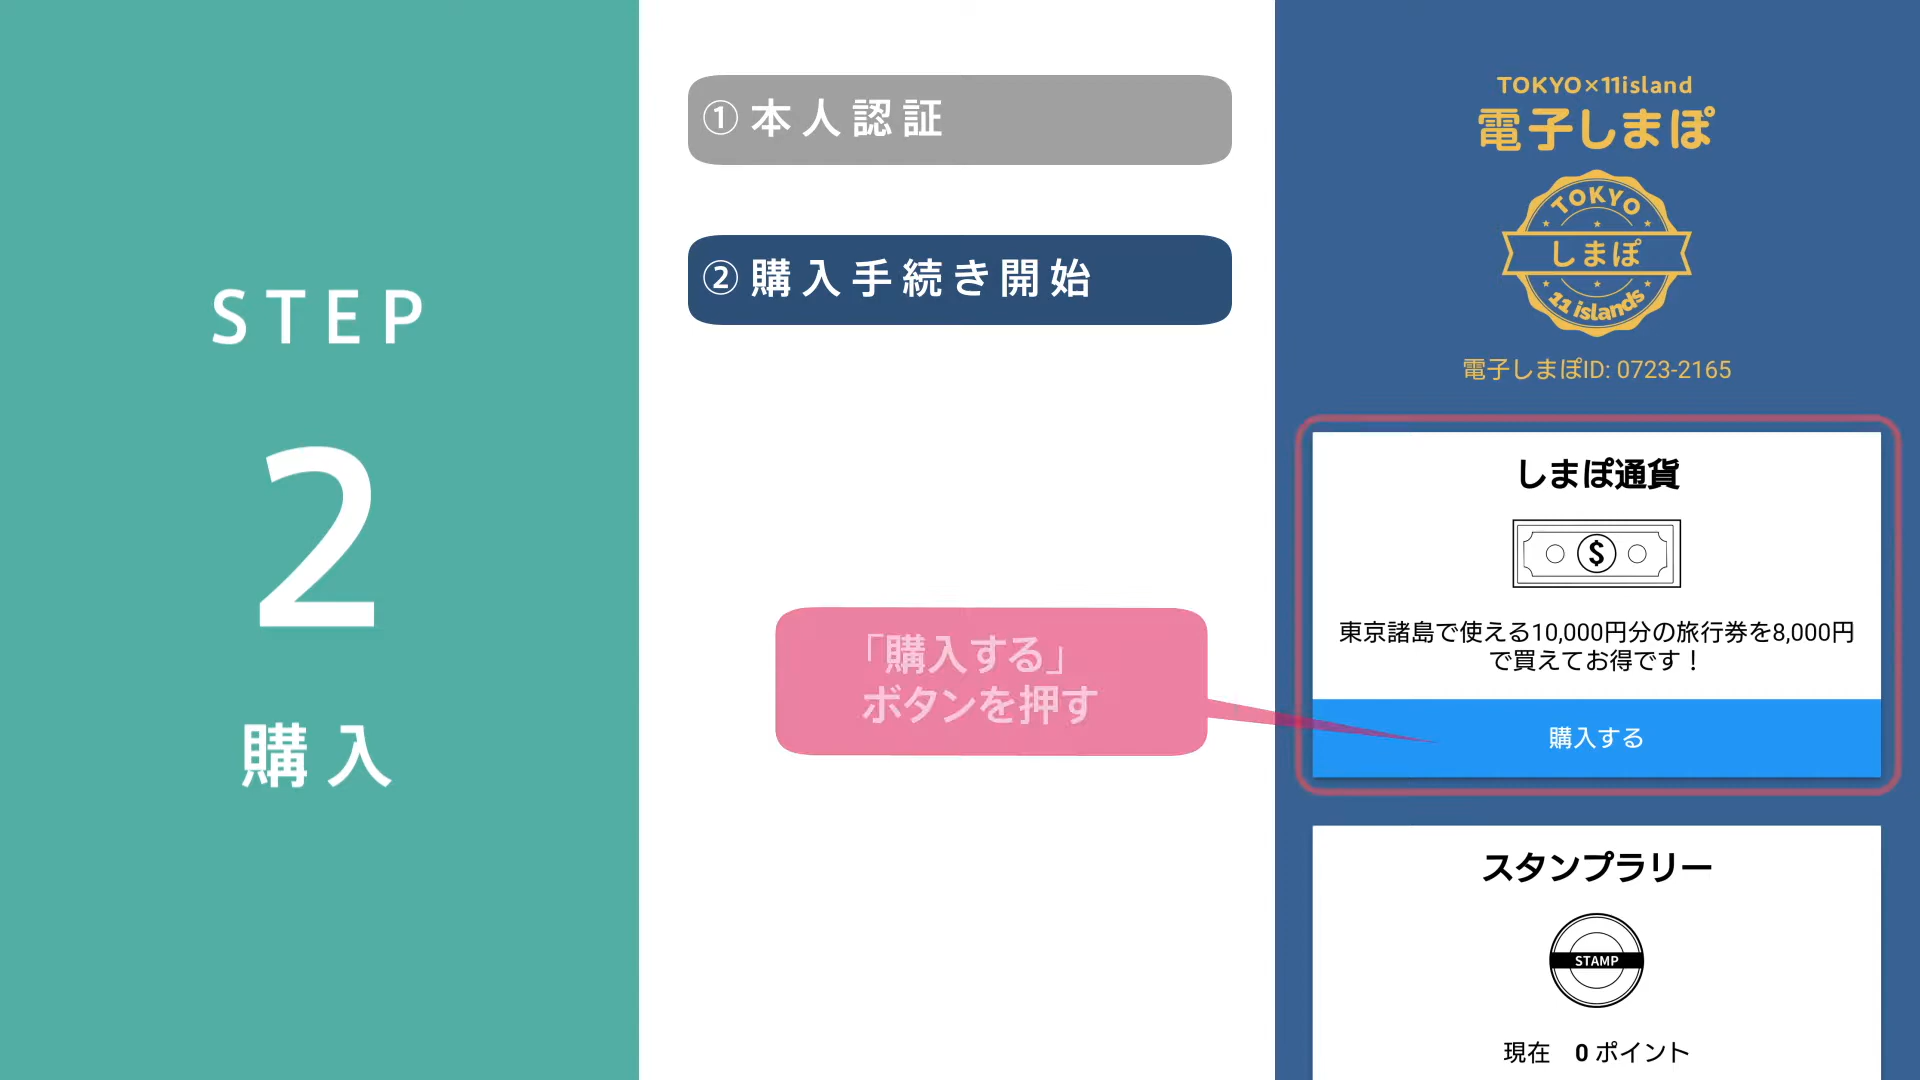 STEP
2
購入
① 本人認証
② 購入手続き開始
「購入する」
ボタンを押す
TOKYO×11island
電子しまぽ
TOKYO
しまぽ
11 islands
電子しまぽID: 0723-2165
しまぽ通貨
$
東京諸島で使える10,000円分の旅行券を8,000円
で買えてお得です！
購入する
スタンプラリー
STAMP
現在 0 ポイント